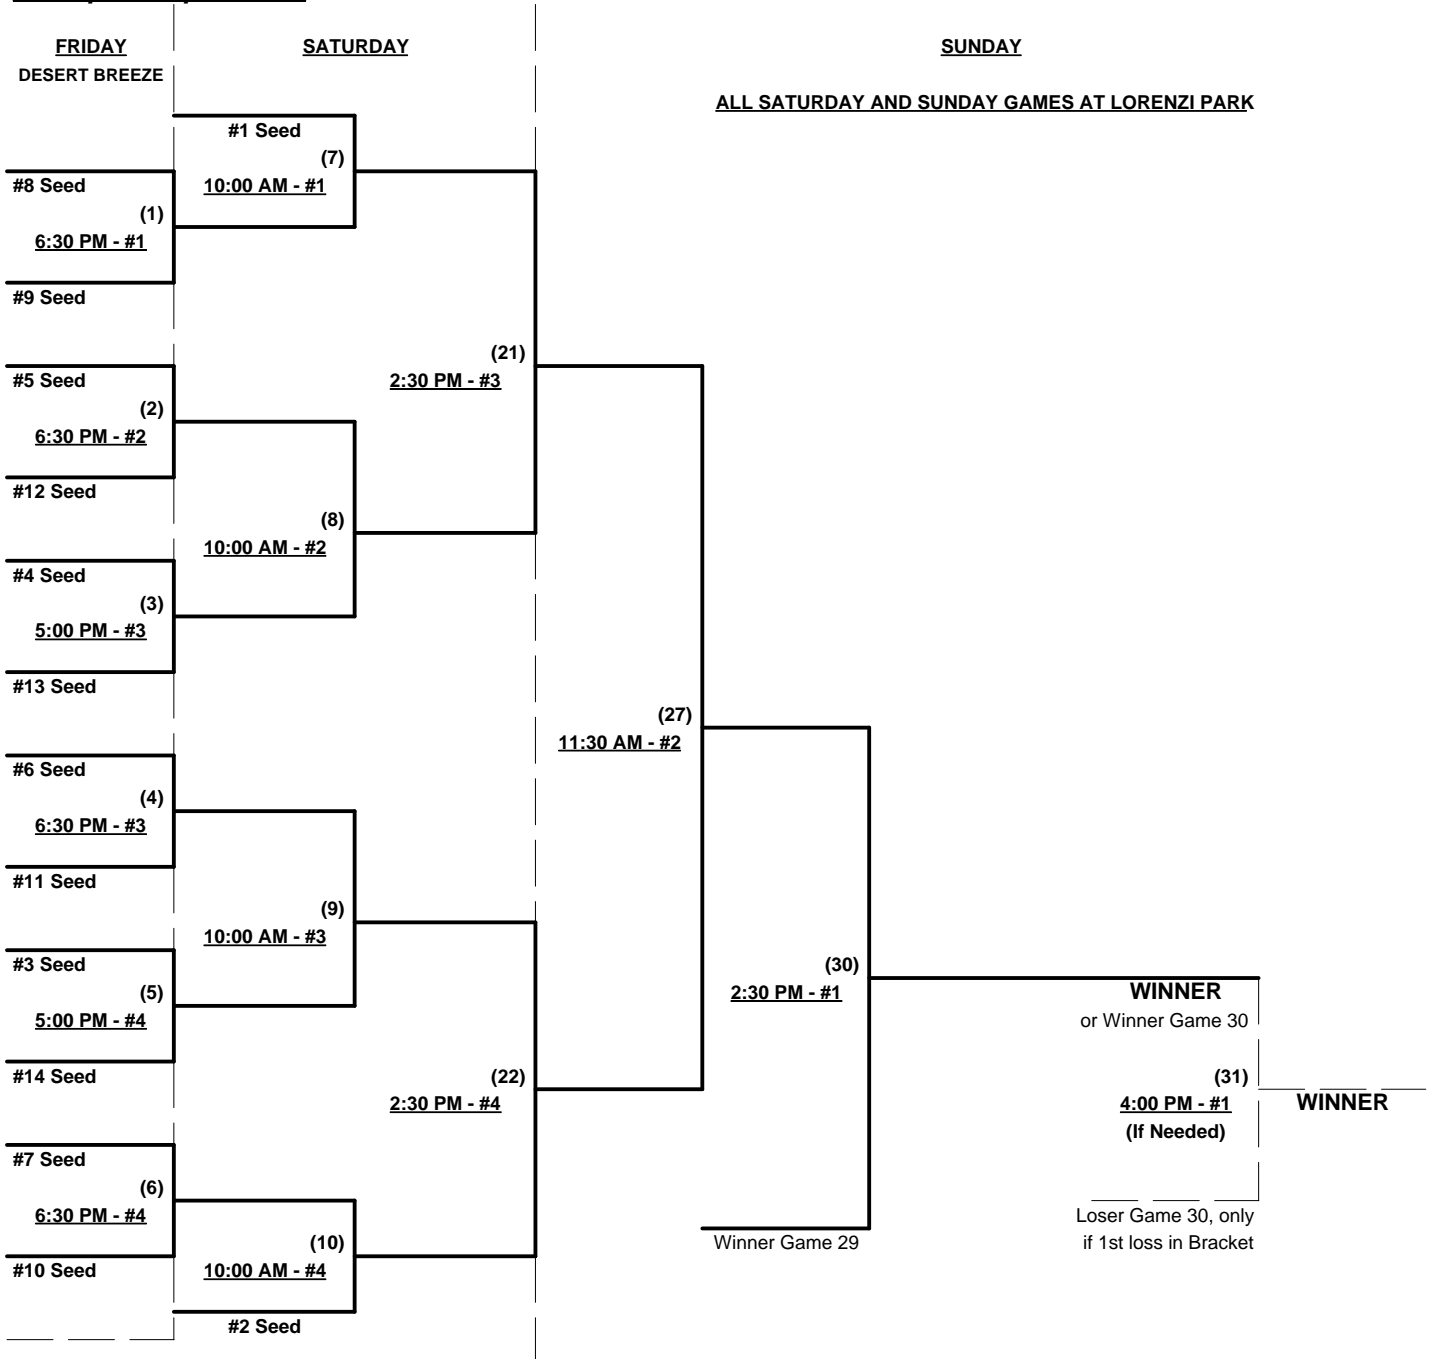 FRIDAY
SATURDAY
SUNDAY
DESERT BREEZE
ALL SATURDAY AND SUNDAY GAMES AT LORENZI PARK
#1 Seed
(7)
10:00 AM - #1
#8 Seed
(1)
6:30 PM - #1
#9 Seed
(21)
2:30 PM - #3
#5 Seed
(2)
6:30 PM - #2
#12 Seed
(8)
10:00 AM - #2
#4 Seed
(3)
5:00 PM - #3
#13 Seed
(27)
11:30 AM - #2
#6 Seed
(4)
6:30 PM - #3
#11 Seed
(9)
10:00 AM - #3
#3 Seed
(5)
5:00 PM - #4
#14 Seed
(30)
2:30 PM - #1
WINNER
or Winner Game 30
(31)
4:00 PM - #1
(If Needed)
WINNER
(22)
2:30 PM - #4
#7 Seed
(6)
6:30 PM - #4
#10 Seed
(10)
10:00 AM - #4
#2 Seed
Winner Game 29
Loser Game 30, only
if 1st loss in Bracket